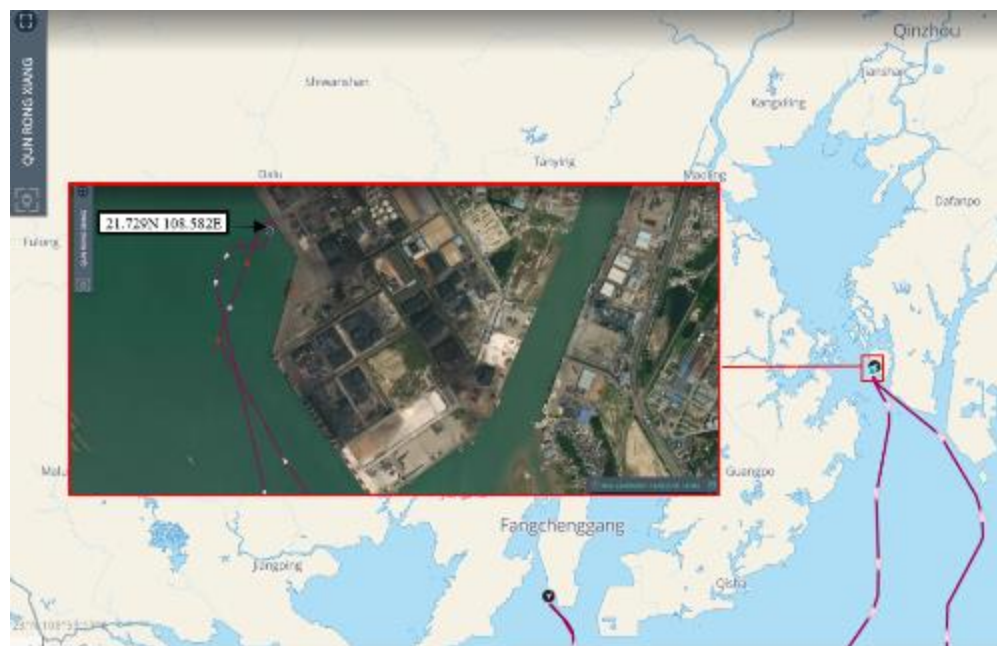 QUN RONG XIANG
Qinzhou
Jianshan
Shiwanshan
Kangxiling
Tanying
Dalu
Maoling
Dafanpo
21.729N 108.582E
Fulong
Guangpo
Fangchenggang
Jiangping
Qisha